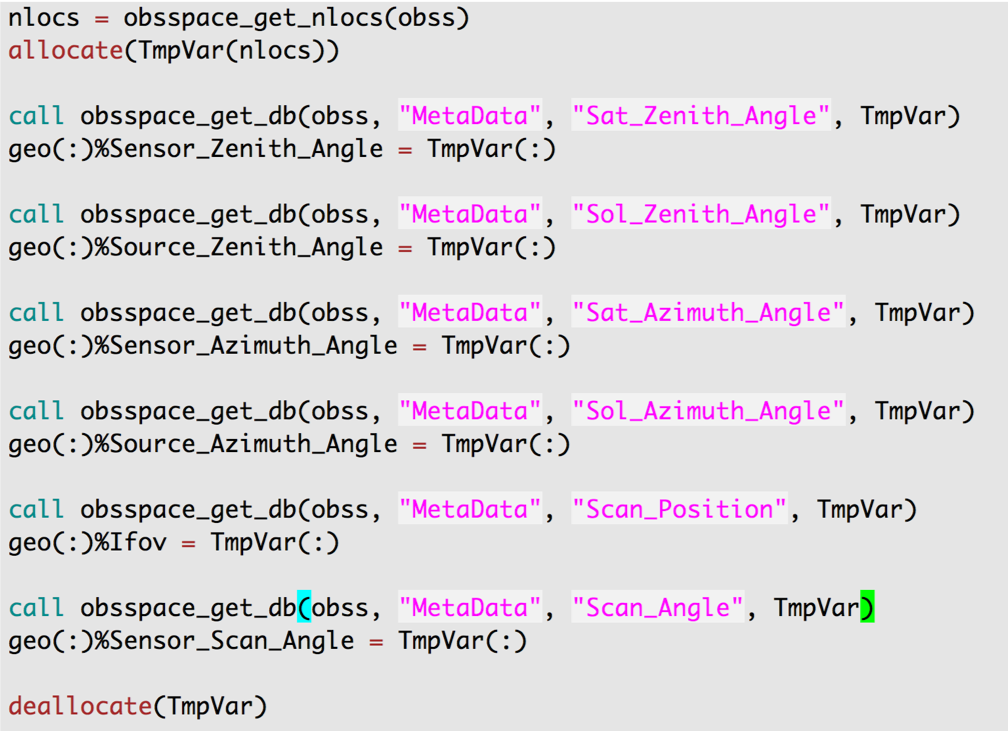 nlocs = obsspace_get_nlocs(obss)
allocate(TmpVar(nlocs))
call obsspace_get_db(obss, "MetaData", "Sat_Zenith_Angle", TmpVar)
geo(:)%Sensor_Zenith_Angle = TmpVar(:)
call obsspace_get_db(obss, "MetaData", "Sol_Zenith_Angle", TmpVar)
geo(:)%Source_Zenith_Angle = TmpVar(:)
call obsspace_get_db(obss, "MetaData", "Sat_Azimuth_Angle", TmpVar)
geo(:)%Sensor_Azimuth_Angle = TmpVar(:)
call obsspace_get_db(obss, "MetaData", "Sol_Azimuth_Angle", TmpVar)
geo(:)%Source_Azimuth_Angle = TmpVar(:)
call obsspace_get_db(obss, "MetaData", "Scan_Position", TmpVar)
geo(:)%Ifov = TmpVar(:)
call obsspace_get_db(obss, "MetaData", "Scan_Angle", TmpVar)
geo(:)%Sensor_Scan_Angle = TmpVar(:)
deallocate(TmpVar)